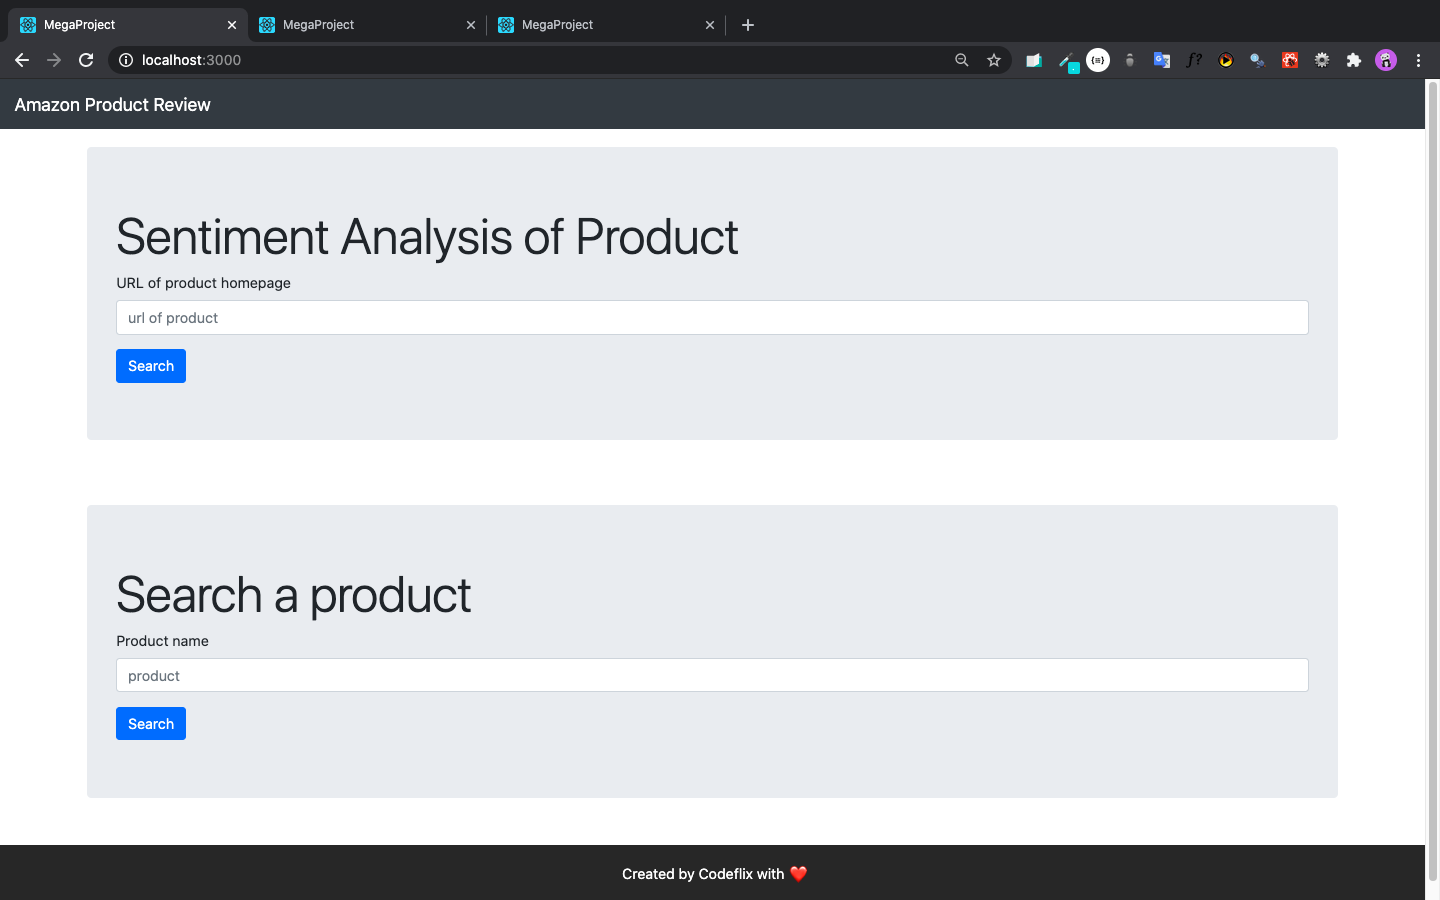 MegaProject
MegaProject
MegaProject
localhost:3000
Amazon Product Review
Sentiment Analysis of Product
URL of product homepage
url of product
Search
Search a product
Product name
product
Search
Created by Codeflix with ❤️